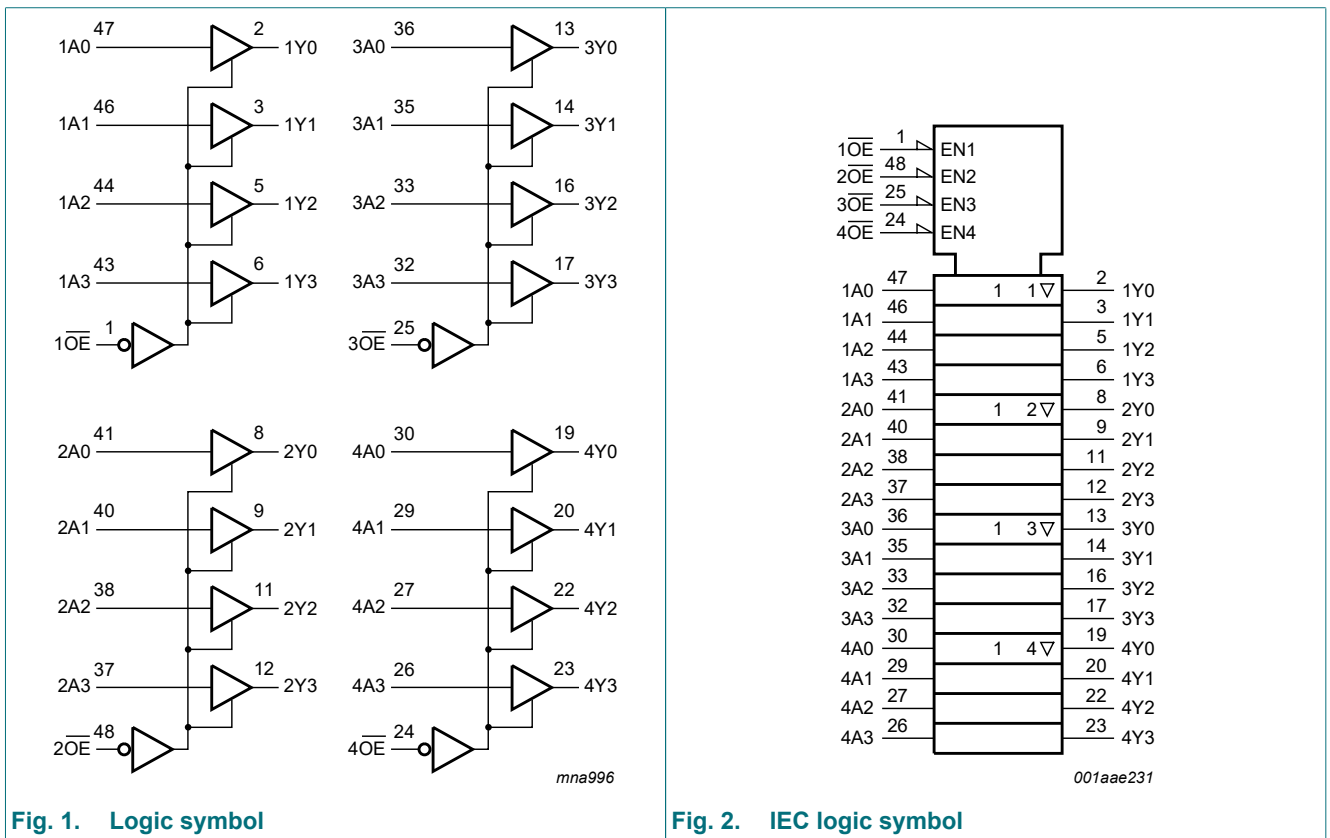 47
2
1A0
1Y0
46
3
1A1
1Y1
44
5
1A2
1Y2
43
6
1A3
1Y3
1
1O̅E̅
36
13
3A0
3Y0
35
14
3A1
3Y1
33
16
3A2
3Y2
32
17
3A3
3Y3
25
3O̅E̅
41
8
2A0
2Y0
40
9
2A1
2Y1
38
11
2A2
2Y2
37
12
2A3
2Y3
48
2O̅E̅
30
19
4A0
4Y0
29
20
4A1
4Y1
27
22
4A2
4Y2
26
23
4A3
4Y3
24
4O̅E̅
mna996
Fig. 1. Logic symbol
1O̅E̅ 1 EN1
2O̅E̅ 48 EN2
3O̅E̅ 25 EN3
4O̅E̅ 24 EN4
1A0 47 1 1▽ 2 1Y0
1A1 46 3 1Y1
1A2 44 5 1Y2
1A3 43 6 1Y3
2A0 41 1 2▽ 8 2Y0
2A1 40 9 2Y1
2A2 38 11 2Y2
2A3 37 12 2Y3
3A0 36 1 3▽ 13 3Y0
3A1 35 14 3Y1
3A2 33 16 3Y2
3A3 32 17 3Y3
4A0 30 1 4▽ 19 4Y0
4A1 29 20 4Y1
4A2 27 22 4Y2
4A3 26 23 4Y3
001aae231
Fig. 2. IEC logic symbol